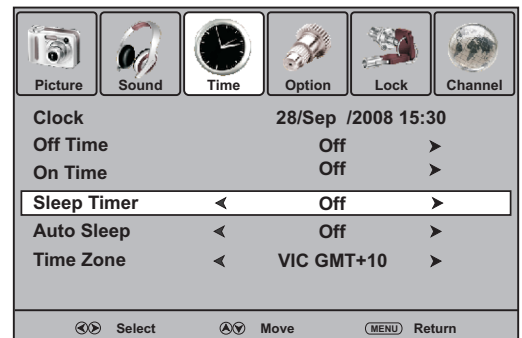 Picture Sound Time Option Lock Channel
Clock 28/Sep /2008 15:30
Off Time Off
On Time Off
Sleep Timer Off
Auto Sleep Off
Time Zone VIC GMT+10
Select Move MENU Return